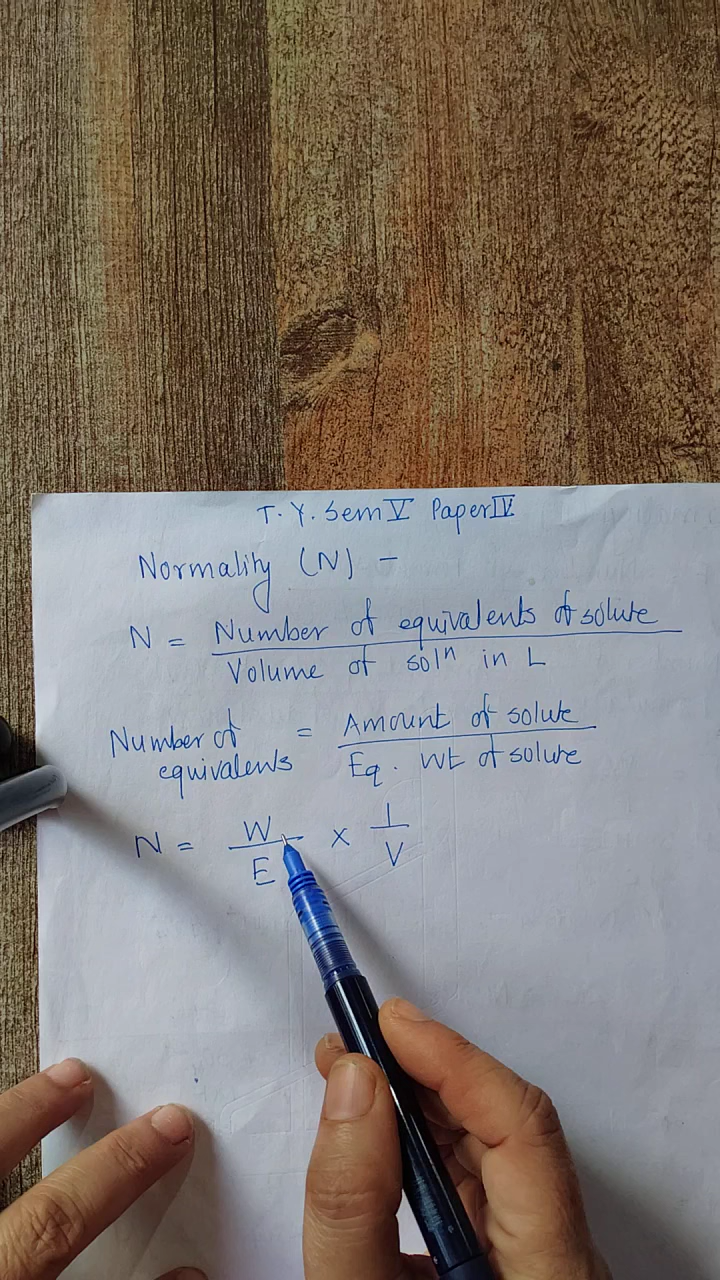 T.Y. Sem V Paper IV
Normality (N) -
N = Number of equivalents of solute
Volume of solⁿ in L
Number of equivalents = Amount of solute
Eq. Wt of solute
N = W/E × 1/V